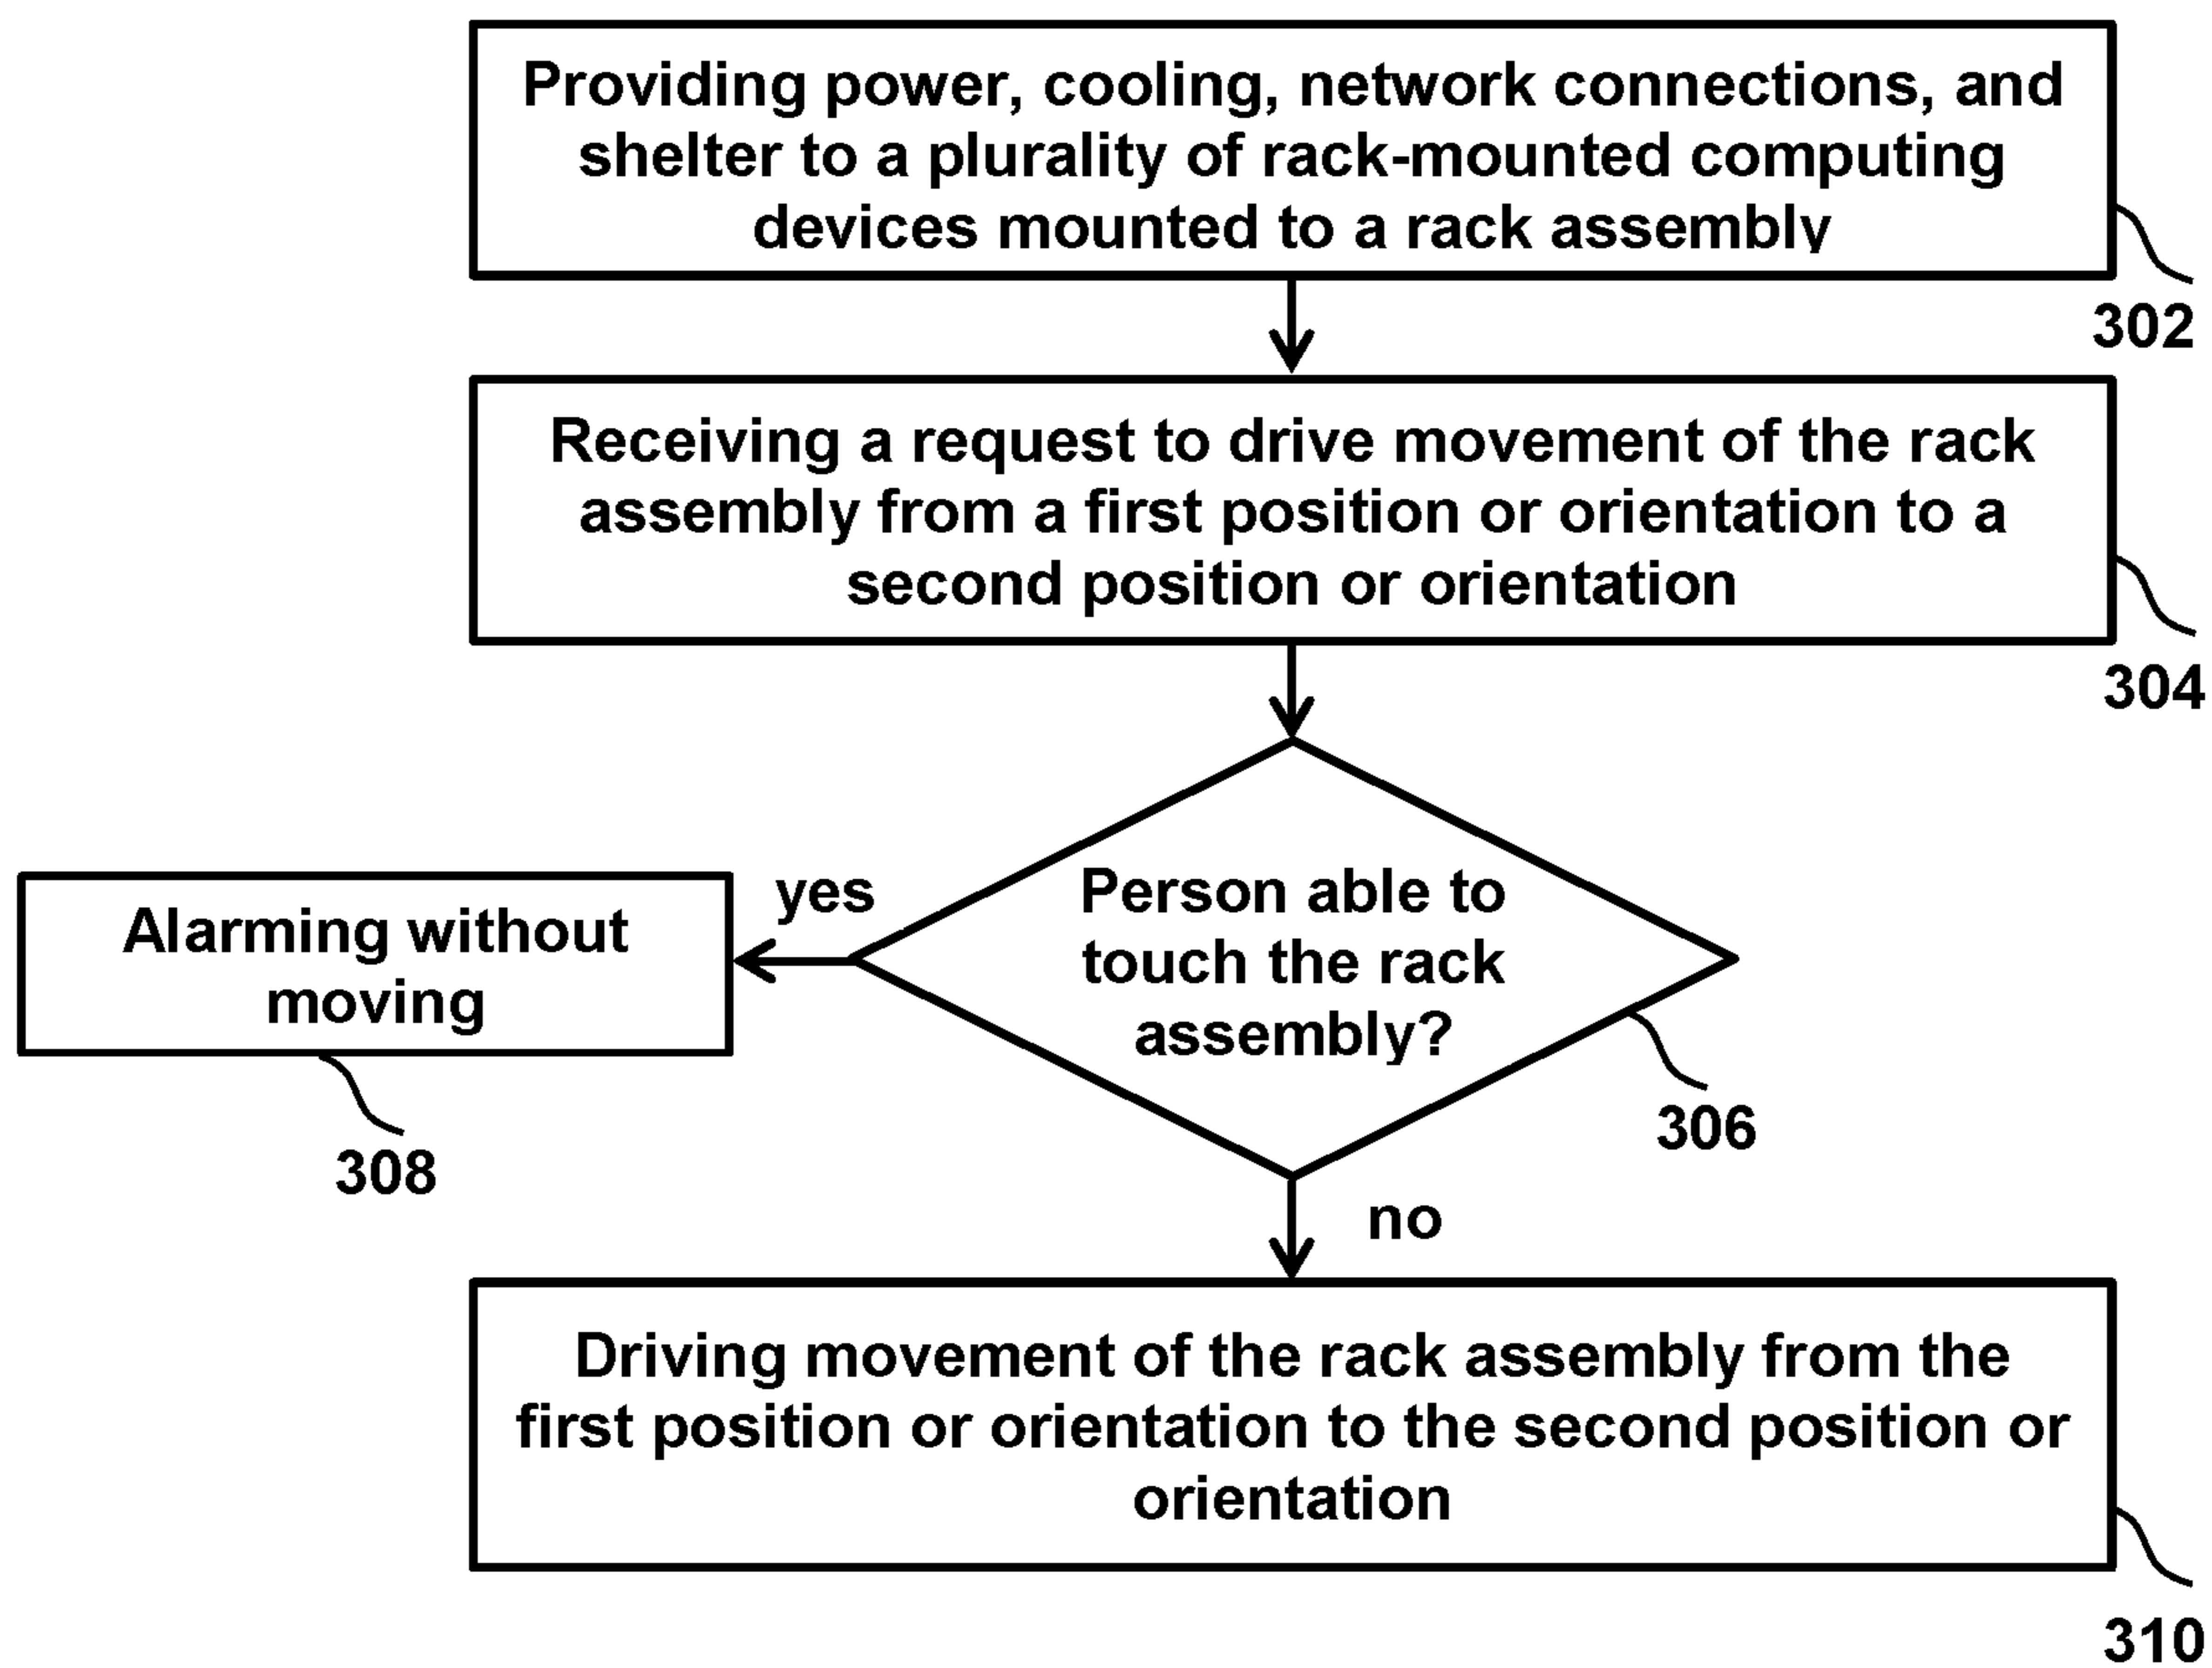 Providing power, cooling, network connections, and
shelter to a plurality of rack-mounted computing
devices mounted to a rack assembly
302
Receiving a request to drive movement of the rack
assembly from a first position or orientation to a
second position or orientation
304
Person able to
touch the rack
assembly?
306
yes
Alarming without
moving
308
no
Driving movement of the rack assembly from the
first position or orientation to the second position or
orientation
310